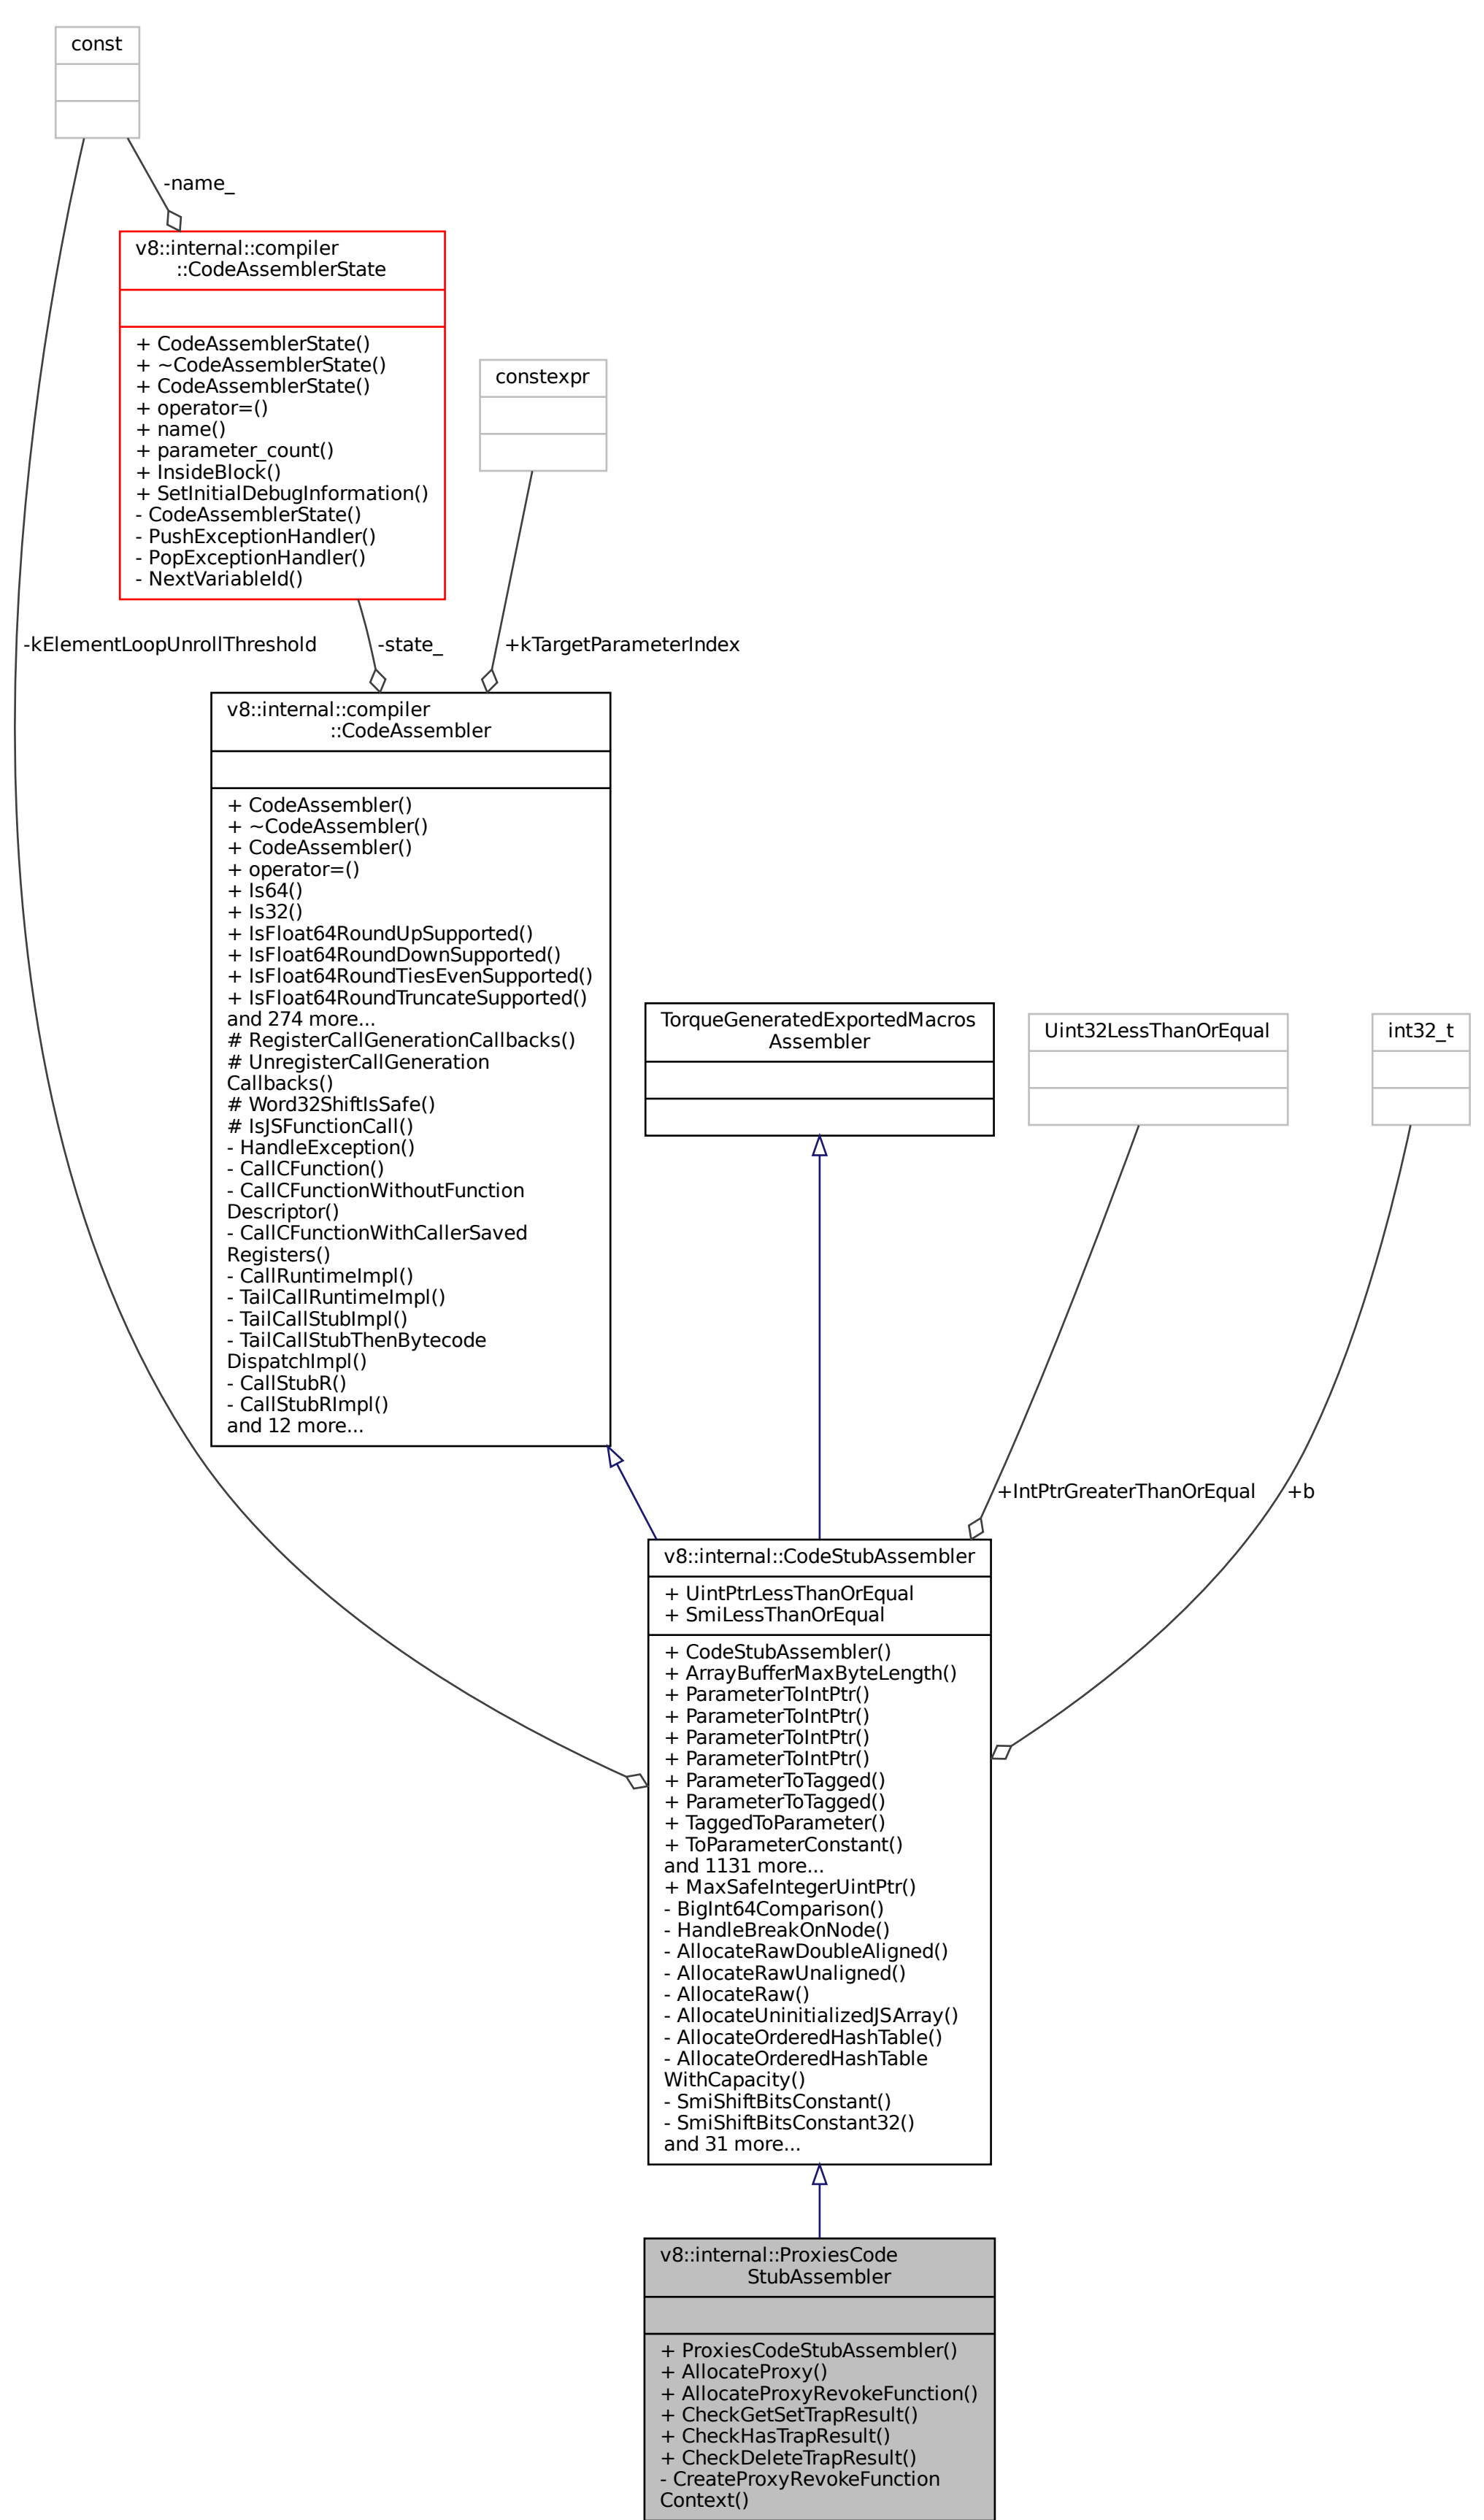 const
-name_
v8::internal::compiler
::CodeAssemblerState
+ CodeAssemblerState()
+ ~CodeAssemblerState()
+ CodeAssemblerState()
+ operator=()
+ name()
+ parameter_count()
+ InsideBlock()
+ SetInitialDebugInformation()
- CodeAssemblerState()
- PushExceptionHandler()
- PopExceptionHandler()
- NextVariableId()
constexpr
-kElementLoopUnrollThreshold
-state_
+kTargetParameterIndex
v8::internal::compiler
::CodeAssembler
+ CodeAssembler()
+ ~CodeAssembler()
+ CodeAssembler()
+ operator=()
+ Is64()
+ Is32()
+ IsFloat64RoundUpSupported()
+ IsFloat64RoundDownSupported()
+ IsFloat64RoundTiesEvenSupported()
+ IsFloat64RoundTruncateSupported()
and 274 more...
# RegisterCallGenerationCallbacks()
# UnregisterCallGeneration
Callbacks()
# Word32ShiftIsSafe()
# IsJSFunctionCall()
- HandleException()
- CallCFunction()
- CallCFunctionWithoutFunction
Descriptor()
- CallCFunctionWithCallerSaved
Registers()
- CallRuntimeImpl()
- TailCallRuntimeImpl()
- TailCallStubImpl()
- TailCallStubThenBytecode
DispatchImpl()
- CallStubR()
- CallStubRImpl()
and 12 more...
TorqueGeneratedExportedMacros
Assembler
Uint32LessThanOrEqual
int32_t
+IntPtrGreaterThanOrEqual
+b
v8::internal::CodeStubAssembler
+ UintPtrLessThanOrEqual
+ SmiLessThanOrEqual
+ CodeStubAssembler()
+ ArrayBufferMaxByteLength()
+ ParameterToIntPtr()
+ ParameterToIntPtr()
+ ParameterToIntPtr()
+ ParameterToIntPtr()
+ ParameterToTagged()
+ ParameterToTagged()
+ TaggedToParameter()
+ ToParameterConstant()
and 1131 more...
+ MaxSafeIntegerUintPtr()
- BigInt64Comparison()
- HandleBreakOnNode()
- AllocateRawDoubleAligned()
- AllocateRawUnaligned()
- AllocateRaw()
- AllocateUninitializedJSArray()
- AllocateOrderedHashTable()
- AllocateOrderedHashTable
WithCapacity()
- SmiShiftBitsConstant()
- SmiShiftBitsConstant32()
and 31 more...
v8::internal::ProxiesCode
StubAssembler
+ ProxiesCodeStubAssembler()
+ AllocateProxy()
+ AllocateProxyRevokeFunction()
+ CheckGetSetTrapResult()
+ CheckHasTrapResult()
+ CheckDeleteTrapResult()
- CreateProxyRevokeFunction
Context()